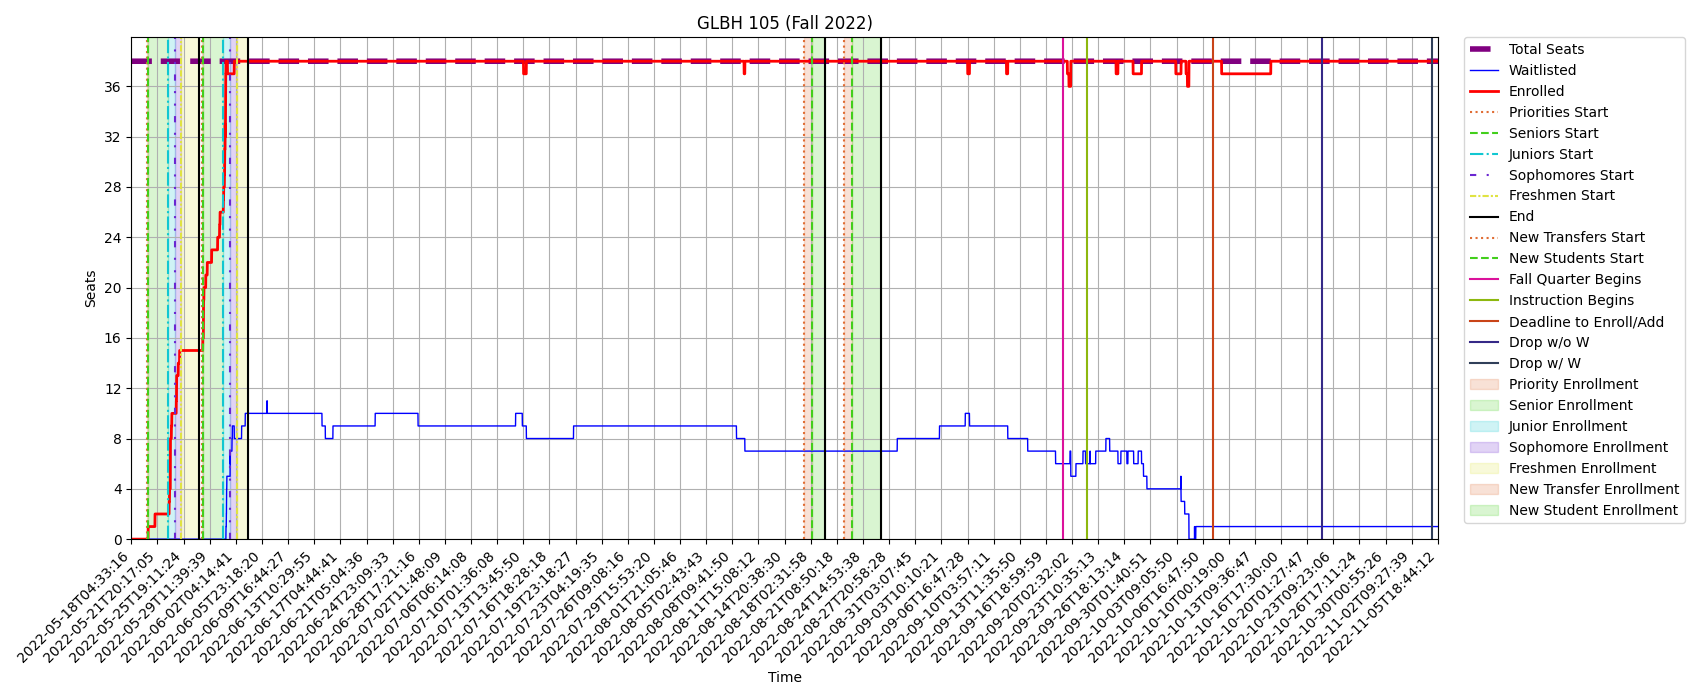 GLBH 105 (Fall 2022)
Seats
36
32
28
24
20
16
12
8
4
0
2022-05-18T04:33:16
2022-05-21T20:17:05
2022-05-25T19:11:24
2022-05-29T11:39:39
2022-06-02T04:14:41
2022-06-05T23:18:20
2022-06-09T16:44:27
2022-06-13T10:29:55
2022-06-17T04:44:41
2022-06-21T05:04:36
2022-06-24T23:09:33
2022-06-28T17:21:16
2022-07-02T11:48:09
2022-07-06T06:14:08
2022-07-10T01:36:08
2022-07-13T13:45:50
2022-07-16T18:28:18
2022-07-19T23:18:27
2022-07-23T04:19:35
2022-07-26T09:08:16
2022-07-29T15:53:20
2022-08-01T21:05:46
2022-08-05T02:43:43
2022-08-08T09:41:50
2022-08-11T15:08:12
2022-08-14T20:38:30
2022-08-18T02:31:58
2022-08-21T08:50:18
2022-08-24T14:53:38
2022-08-27T20:58:28
2022-08-31T03:07:45
2022-09-03T10:10:21
2022-09-06T16:47:28
2022-09-10T03:57:11
2022-09-13T11:35:50
2022-09-16T18:59:59
2022-09-20T02:32:02
2022-09-23T10:35:13
2022-09-26T18:13:14
2022-09-30T01:40:51
2022-10-03T09:05:50
2022-10-06T16:47:50
2022-10-10T00:19:00
2022-10-13T09:36:47
2022-10-16T17:30:00
2022-10-20T01:27:47
2022-10-23T09:23:06
2022-10-26T17:11:24
2022-10-30T00:55:26
2022-11-02T09:27:39
2022-11-05T18:44:12
Time
Total Seats
Waitlisted
Enrolled
Priorities Start
Seniors Start
Juniors Start
Sophomores Start
Freshmen Start
End
New Transfers Start
New Students Start
Fall Quarter Begins
Instruction Begins
Deadline to Enroll/Add
Drop w/o W
Drop w/ W
Priority Enrollment
Senior Enrollment
Junior Enrollment
Sophomore Enrollment
Freshmen Enrollment
New Transfer Enrollment
New Student Enrollment